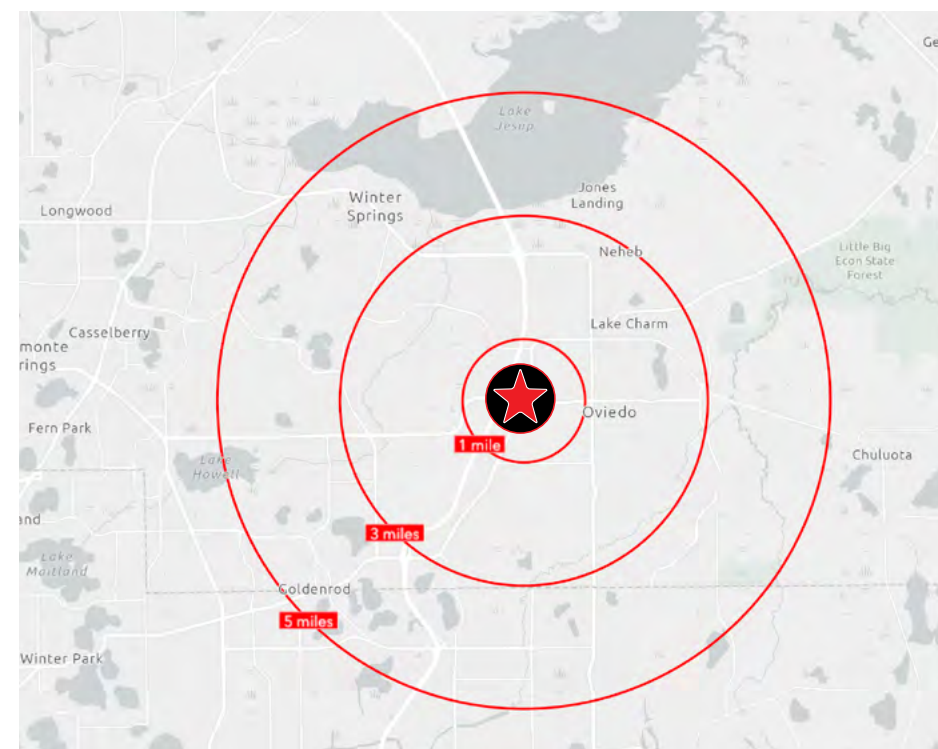 Ge
Lake
Jesup
Jones
Landing
Winter
Springs
Longwood
Neheb
Little Big
Econ State
Forest
Lake Charm
Casselberry
monte
rings
Oviedo
Fern Park
1 mile
Chuluota
Lake
Howell
and
3 miles
Lake
Maitland
Goldenrod
5 miles
Winter Park